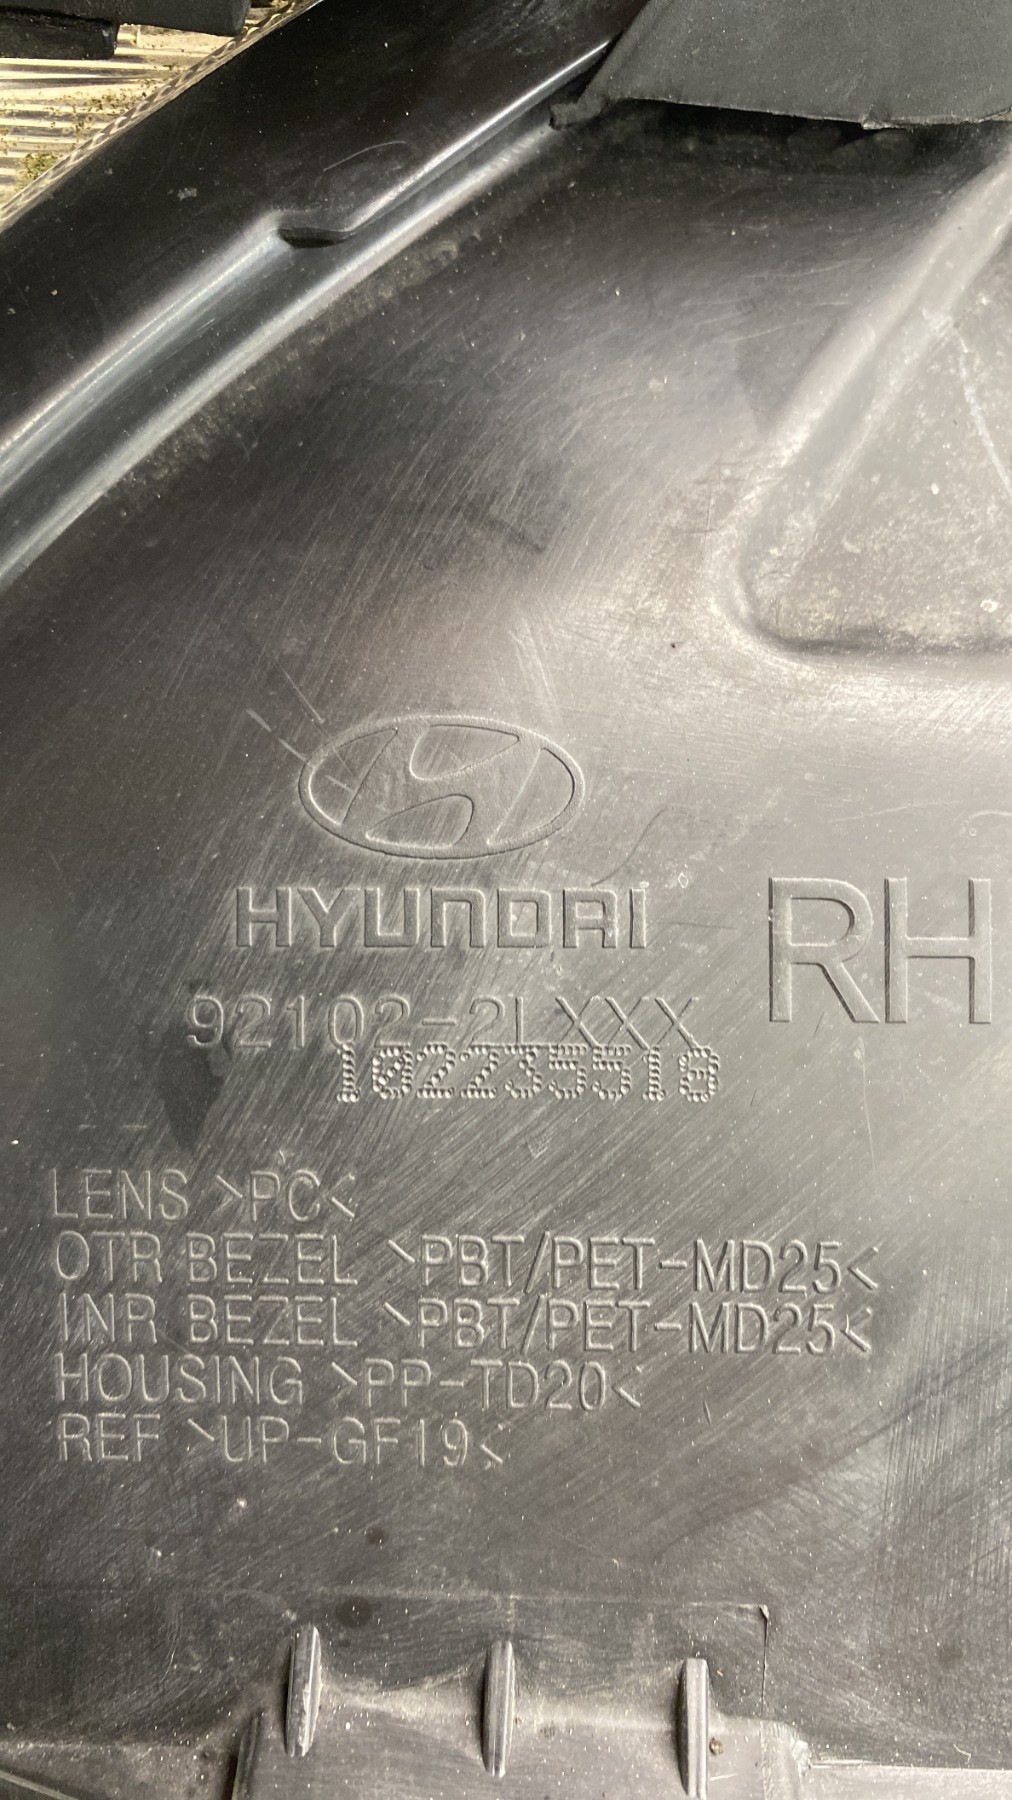 HYUNDAI
RH
92102-2LXXX
1022355519
LENS >PC<
OTR BEZEL >PBT/PET-MD25<
INR BEZEL >PBT/PET-MD25<
HOUSING >PP-TD20<
REF >UP-GF19<